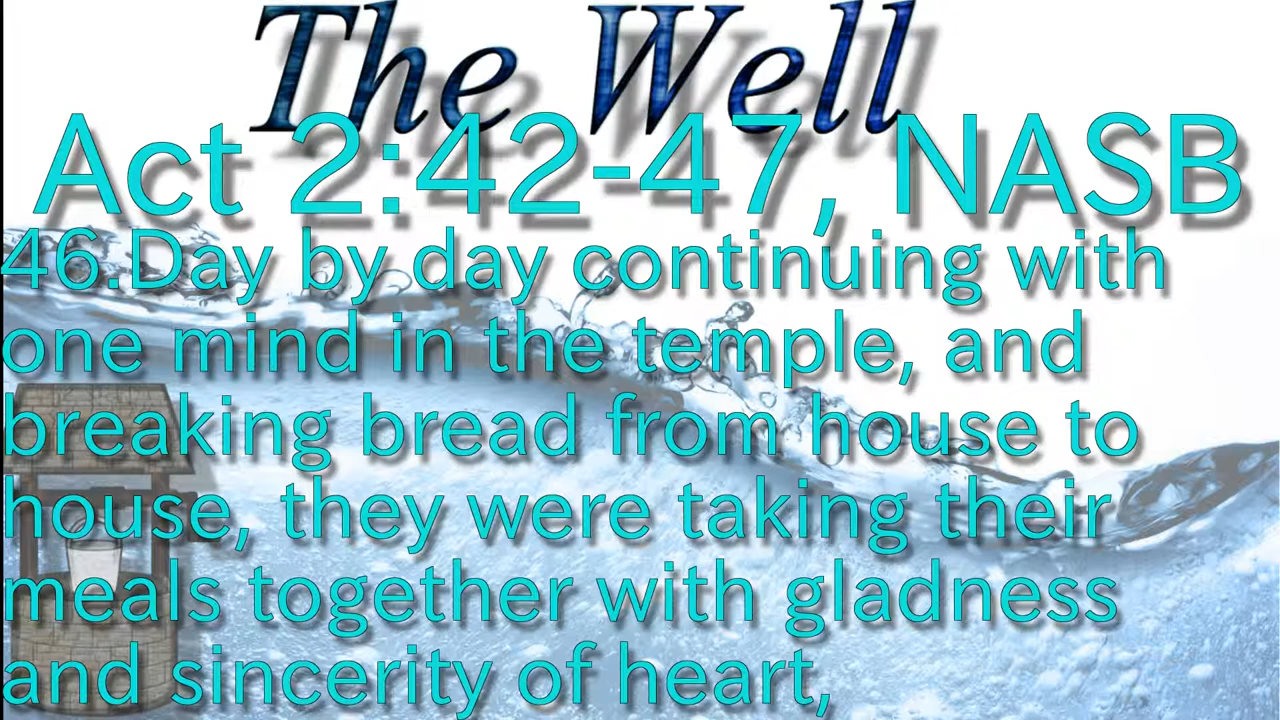 The Well
Act 2:42-47, NASB
46.Day by day continuing with
one mind in the temple, and
breaking bread from house to
house, they were taking their
meals together with gladness
and sincerity of heart,